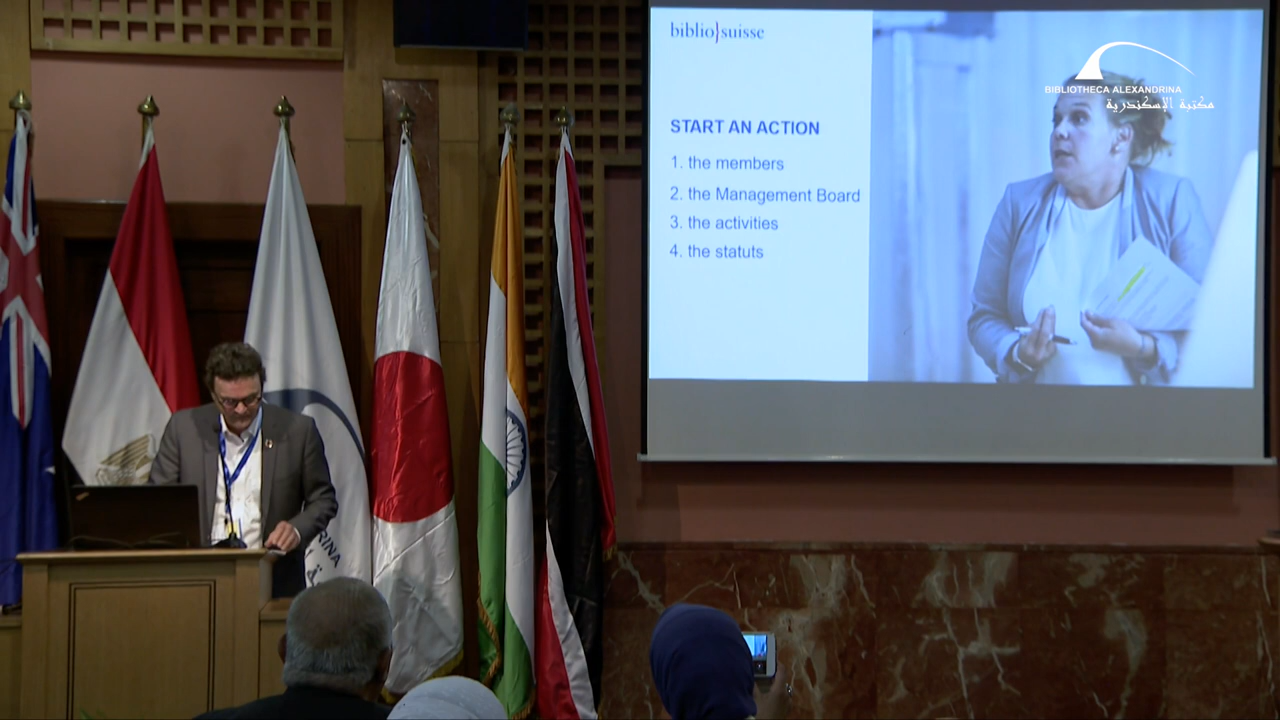 biblio}suisse
START AN ACTION
1. the members
2. the Management Board
3. the activities
4. the statuts
BIBLIOTHECA ALEXANDRINA
مكتبة الإسكندرية
RINA